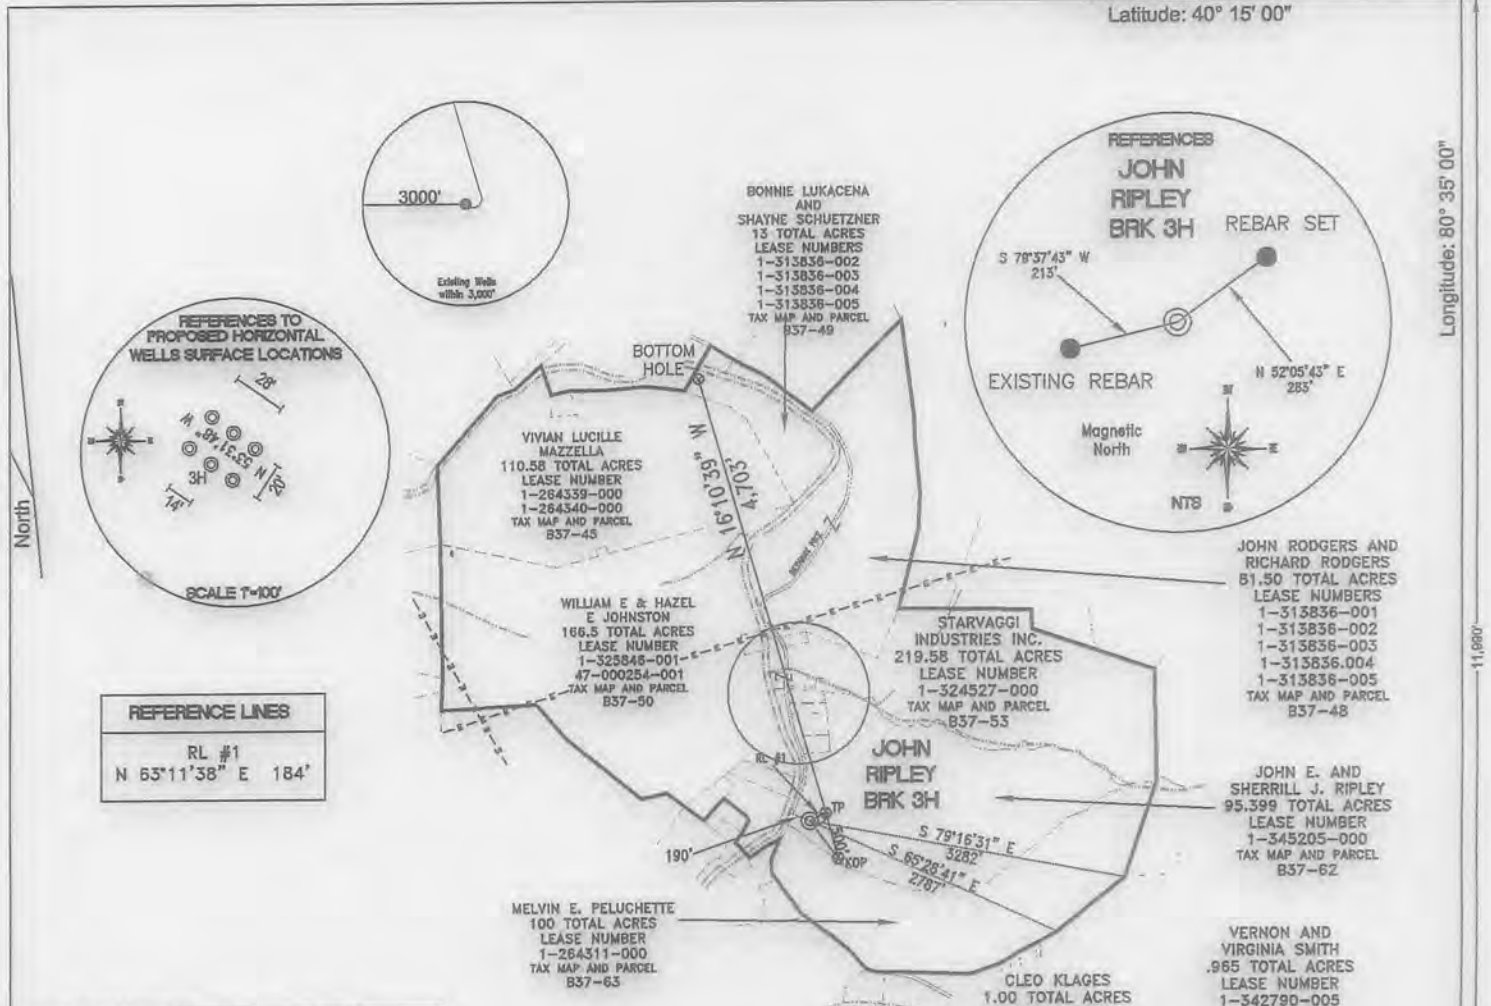 Latitude: 40° 15' 00"
Longitude: 80° 35' 00"
11,990'
North
3000'
Existing Wells
within 3,000'
REFERENCES TO
PROPOSED HORIZONTAL
WELLS SURFACE LOCATIONS
28'
N 53°31'48" W
3H
14'
20'
SCALE 1"=100'
BONNIE LUKACENA
AND
SHAYNE SCHUETZNER
13 TOTAL ACRES
LEASE NUMBERS
1-313836-002
1-313836-003
1-313836-004
1-313836-005
TAX MAP AND PARCEL
B37-49
REFERENCES
JOHN
RIPLEY
BRK 3H
REBAR SET
S 79°37'43" W
213'
EXISTING REBAR
N 52°05'43" E
283'
Magnetic
North
NTS
BOTTOM
HOLE
VIVIAN LUCILLE
MAZZELLA
110.58 TOTAL ACRES
LEASE NUMBER
1-264339-000
1-264340-000
TAX MAP AND PARCEL
B37-45
N 16°10'39" W
4,703'
WILLIAM E & HAZEL
E JOHNSTON
166.5 TOTAL ACRES
LEASE NUMBER
1-325846-001
47-000254-001
TAX MAP AND PARCEL
B37-50
STARVAGGI
INDUSTRIES INC.
219.58 TOTAL ACRES
LEASE NUMBER
1-324527-000
TAX MAP AND PARCEL
B37-53
JOHN RODGERS AND
RICHARD RODGERS
81.50 TOTAL ACRES
LEASE NUMBERS
1-313836-001
1-313836-002
1-313836-003
1-313836.004
1-313836-005
TAX MAP AND PARCEL
B37-48
REFERENCE LINES
RL #1
N 63°11'38" E 184'
RL #1
JOHN
RIPLEY
BRK 3H
TP
500'
KOP
190'
S 79°16'31" E
3282'
S 65°28'41" E
2787'
JOHN E. AND
SHERRILL J. RIPLEY
95.399 TOTAL ACRES
LEASE NUMBER
1-345205-000
TAX MAP AND PARCEL
B37-62
MELVIN E. PELUCHETTE
100 TOTAL ACRES
LEASE NUMBER
1-264311-000
TAX MAP AND PARCEL
B37-63
CLEO KLAGES
1.00 TOTAL ACRES
VERNON AND
VIRGINIA SMITH
.965 TOTAL ACRES
LEASE NUMBER
1-342790-005